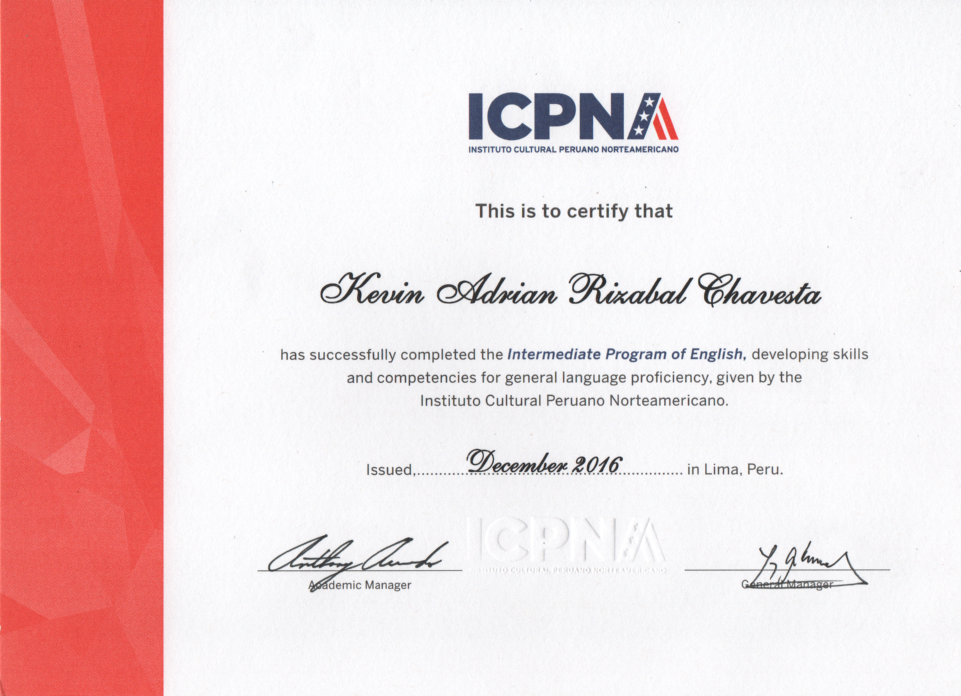 ICPNA
INSTITUTO CULTURAL PERUANO NORTEAMERICANO
This is to certify that
Kevin Adrian Rizabal Chavesta
has successfully completed the Intermediate Program of English, developing skills
and competencies for general language proficiency, given by the
Instituto Cultural Peruano Norteamericano.
Issued,...........December 2016............... in Lima, Peru.
ICPNA
INSTITUTO CULTURAL PERUANO NORTEAMERICANO
Anthony
Academic Manager
General Manager